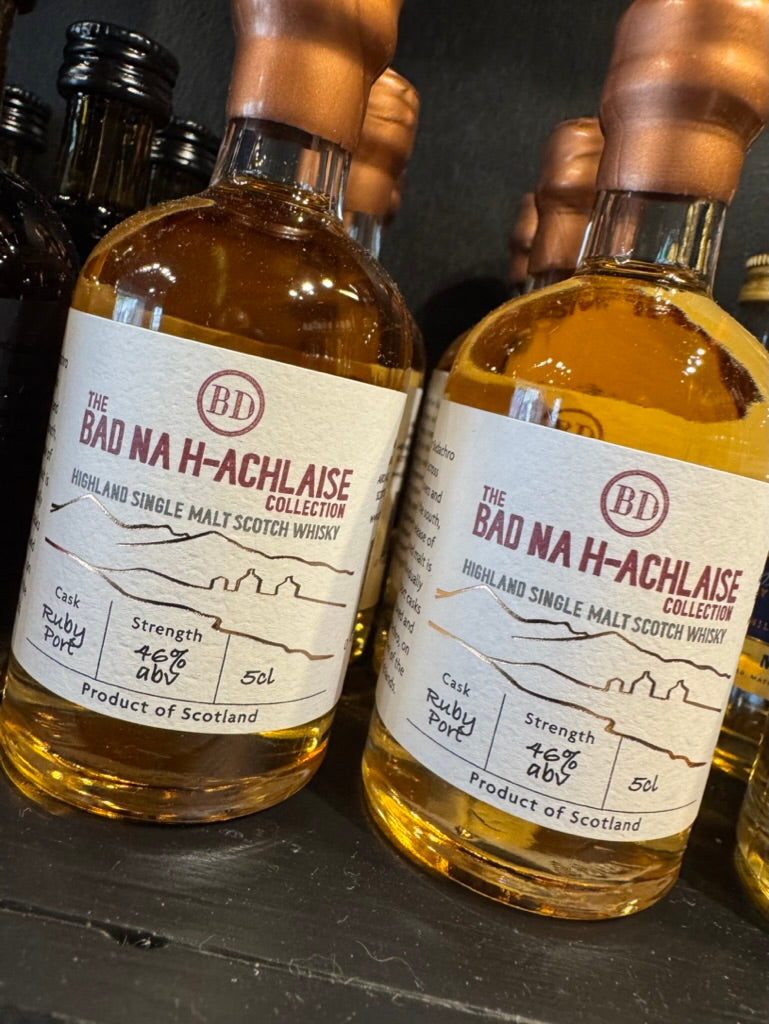 BD
THE
BAD NA H-ACHLAISE
COLLECTION
HIGHLAND SINGLE MALT SCOTCH WHISKY
Cask
Ruby
Port
Strength
46%
abv
5cl
Product of Scotland
BD
THE
BAD NA H-ACHLAISE
COLLECTION
HIGHLAND SINGLE MALT SCOTCH WHISKY
Cask
Ruby
Port
Strength
46%
abv
5cl
Product of Scotland